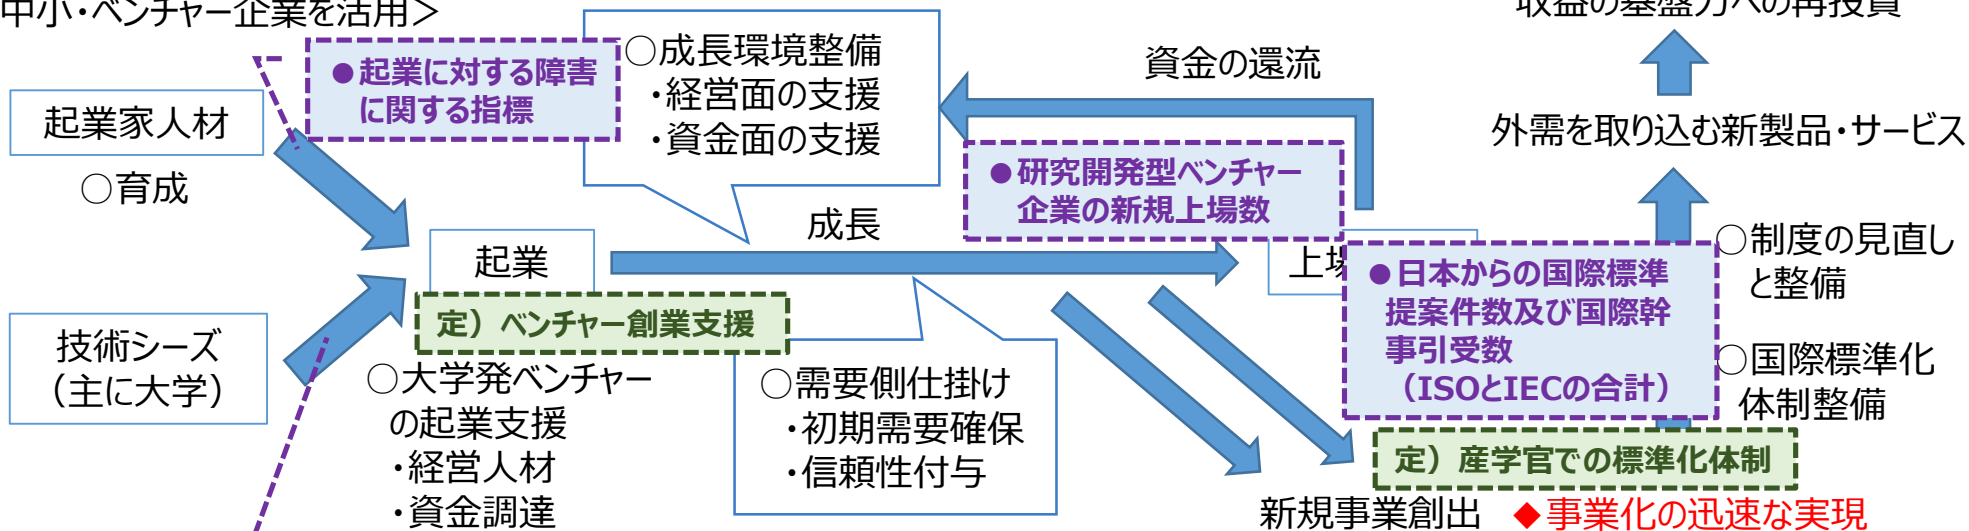 中小・ベンチャー企業を活用＞
起業家人材
○育成
技術シーズ
（主に大学）
●起業に対する障害
に関する指標
○成長環境整備
・経営面の支援
・資金面の支援
起業
定）ベンチャー創業支援
○大学発ベンチャー
の起業支援
・経営人材
・資金調達
成長
○需要側仕掛け
・初期需要確保
・信頼性付与
資金の還流
●研究開発型ベンチャー
企業の新規上場数
上場
●日本からの国際標準
提案件数及び国際幹
事引受数
（ISOとIECの合計）
定）産学官での標準化体制
新規事業創出
◆事業化の迅速な実現
収益の基盤力への再投資
外需を取り込む新製品・サービス
○制度の見直し
と整備
○国際標準化
体制整備